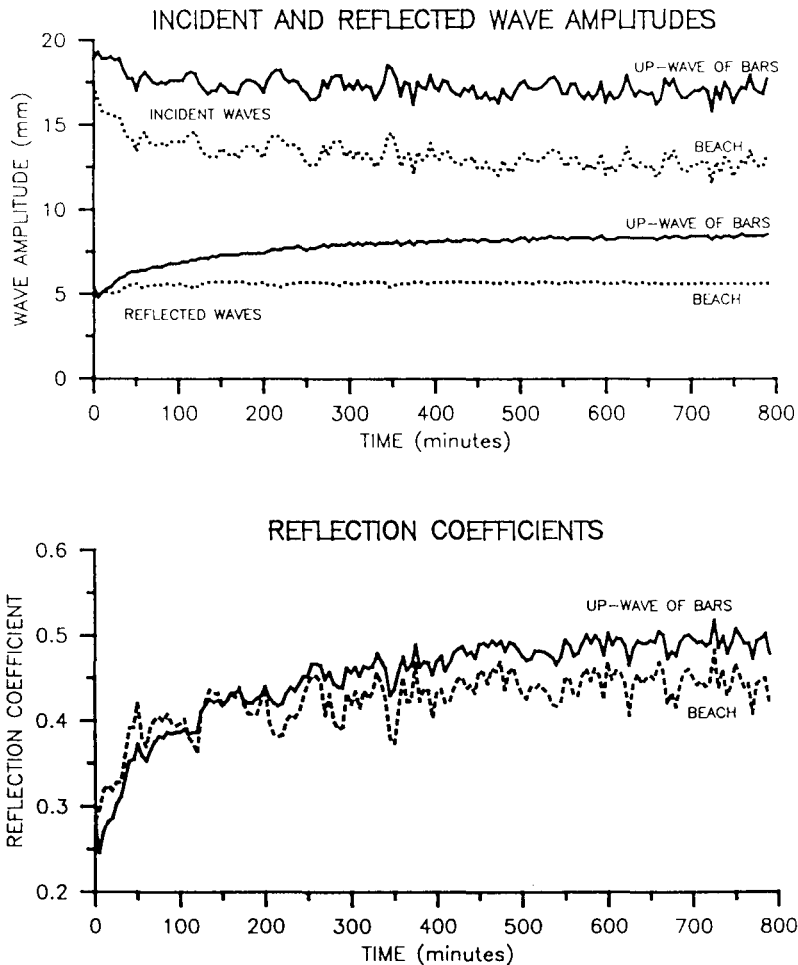 INCIDENT AND REFLECTED WAVE AMPLITUDES
WAVE AMPLITUDE (mm)
20
15
10
5
0
UP-WAVE OF BARS
INCIDENT WAVES
BEACH
UP-WAVE OF BARS
REFLECTED WAVES
BEACH
0 100 200 300 400 500 600 700 800
TIME (minutes)
REFLECTION COEFFICIENTS
REFLECTION COEFFICIENT
0.6
0.5
0.4
0.3
0.2
UP-WAVE OF BARS
BEACH
0 100 200 300 400 500 600 700 800
TIME (minutes)